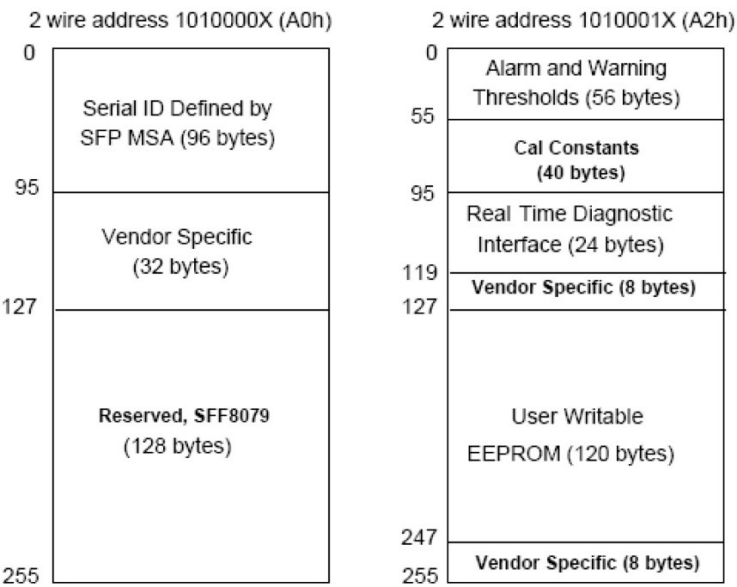 2 wire address 1010000X (A0h)
0
Serial ID Defined by
SFP MSA (96 bytes)
95
Vendor Specific
(32 bytes)
127
Reserved, SFF8079
(128 bytes)
255
2 wire address 1010001X (A2h)
0
Alarm and Warning
Thresholds (56 bytes)
55
Cal Constants
(40 bytes)
95
Real Time Diagnostic
Interface (24 bytes)
119
Vendor Specific (8 bytes)
127
User Writable
EEPROM (120 bytes)
247
Vendor Specific (8 bytes)
255